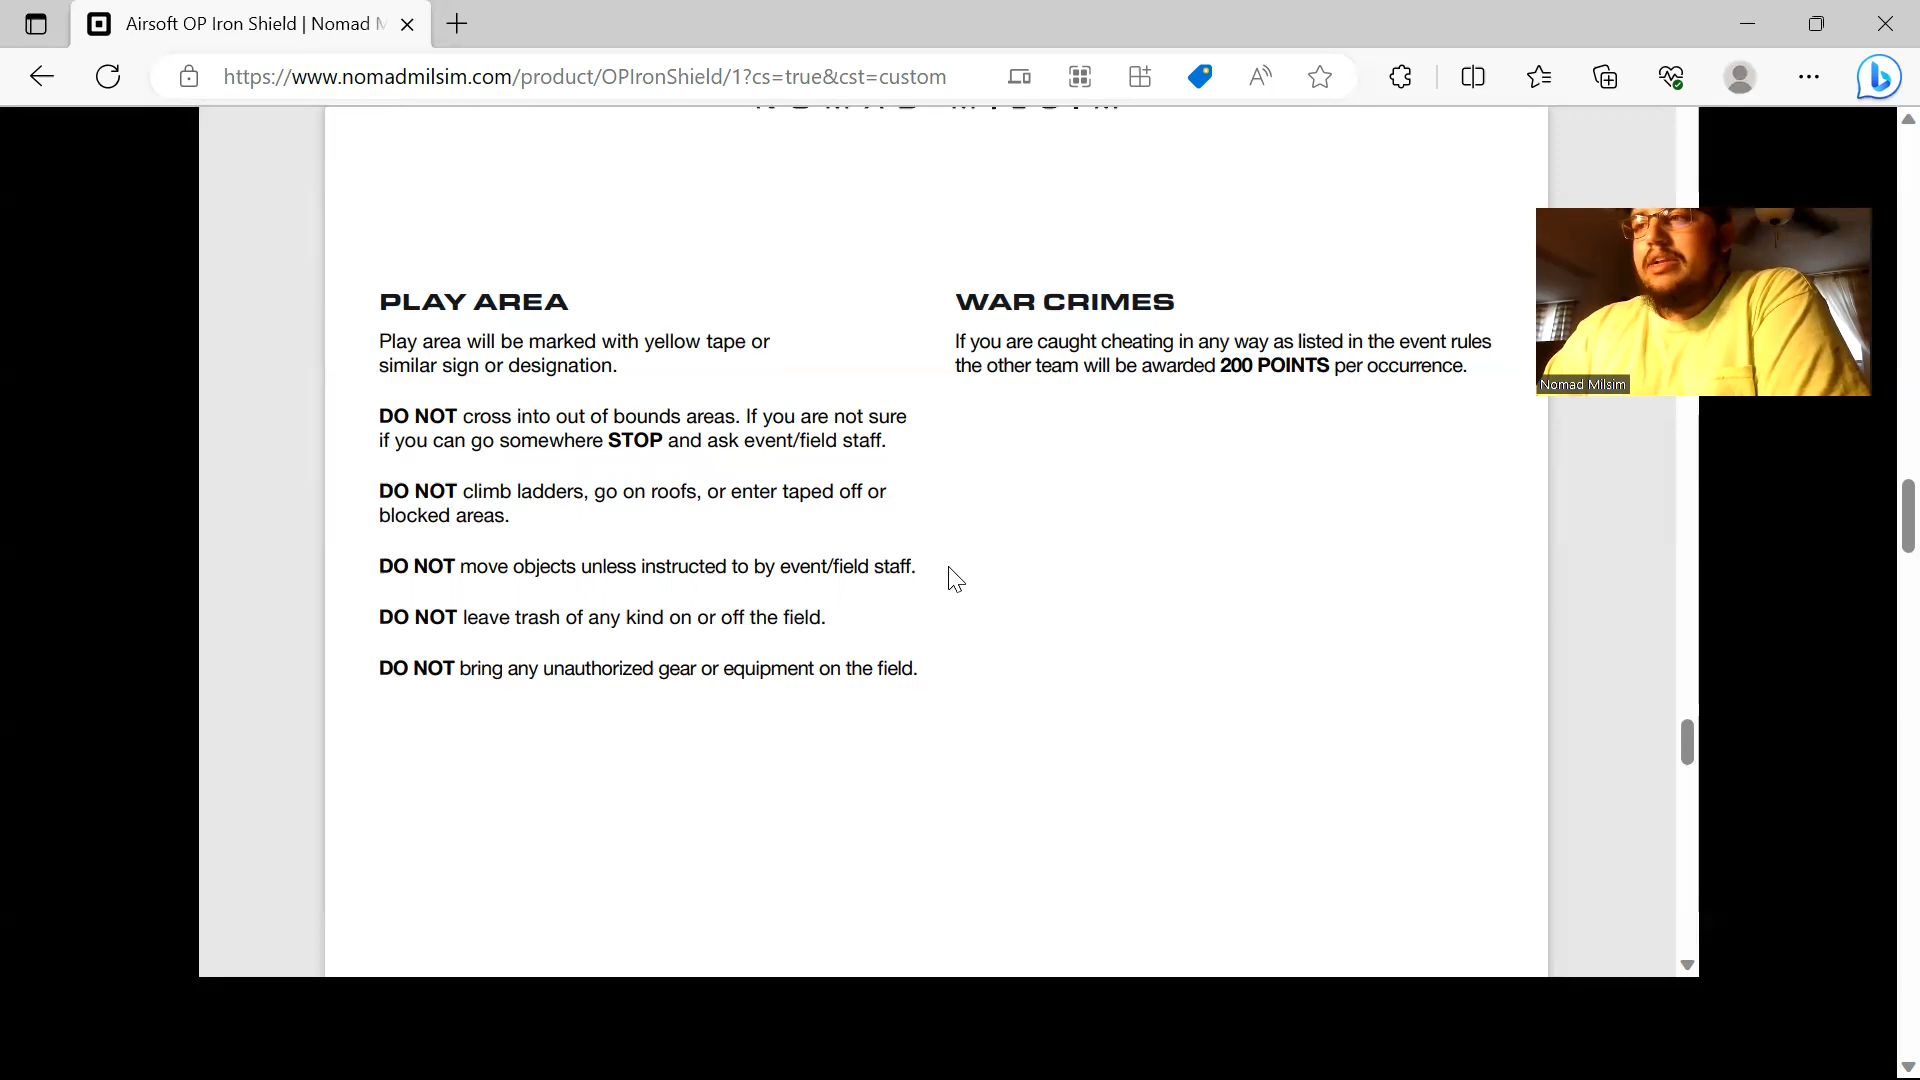 Airsoft OP Iron Shield | Nomad M
https://www.nomadmilsim.com/product/OPIronShield/1?cs=true&cst=custom
PLAY AREA
Play area will be marked with yellow tape or
similar sign or designation.
DO NOT cross into out of bounds areas. If you are not sure
if you can go somewhere STOP and ask event/field staff.
DO NOT climb ladders, go on roofs, or enter taped off or
blocked areas.
DO NOT move objects unless instructed to by event/field staff.
DO NOT leave trash of any kind on or off the field.
DO NOT bring any unauthorized gear or equipment on the field.
WAR CRIMES
If you are caught cheating in any way as listed in the event rules
the other team will be awarded 200 POINTS per occurrence.
Nomad Milsim